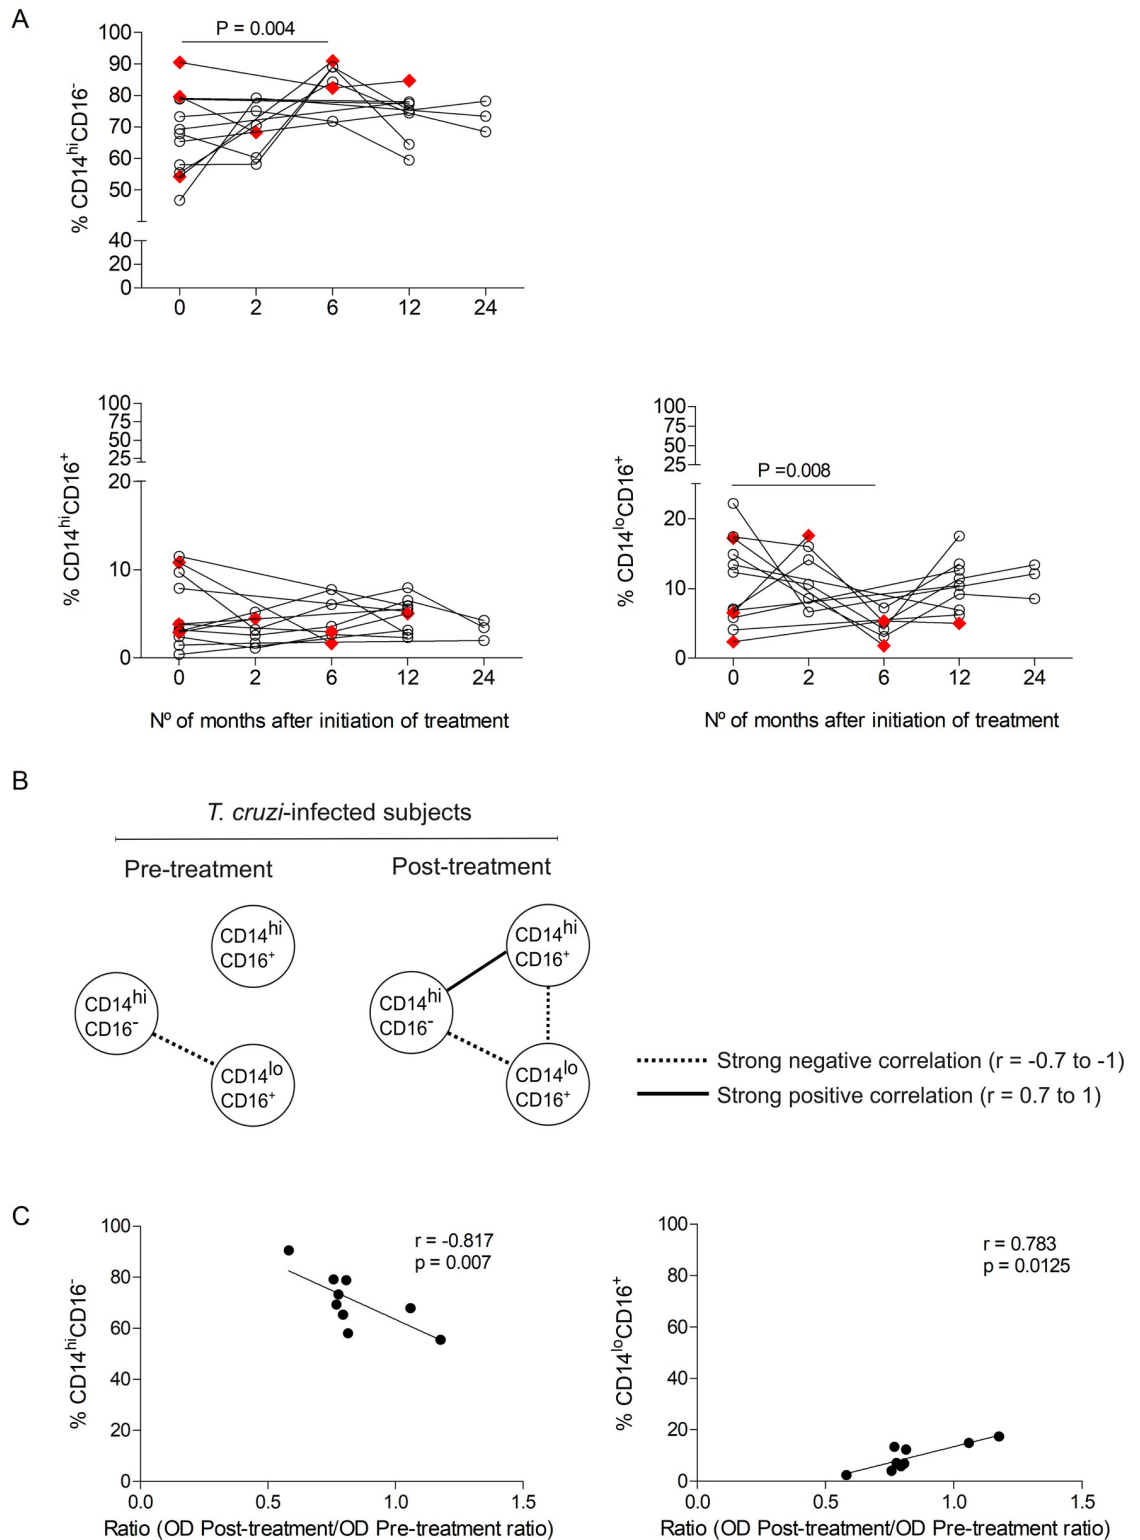 A
P = 0.004
% CD14hiCD16-
100
90
80
70
60
50
40
20
0
0 2 6 12 24
% CD14hiCD16+
100
75
50
25
20
10
0
0 2 6 12 24
Nº of months after initiation of treatment
P =0.008
% CD14loCD16+
100
75
50
25
20
10
0
0 2 6 12 24
Nº of months after initiation of treatment
B
T. cruzi-infected subjects
Pre-treatment
Post-treatment
CD14hi
CD16+
CD14hi
CD16-
CD14lo
CD16+
CD14hi
CD16+
CD14hi
CD16-
CD14lo
CD16+
Strong negative correlation (r = -0.7 to -1)
Strong positive correlation (r = 0.7 to 1)
C
r = -0.817
p = 0.007
% CD14hiCD16-
100
80
60
40
20
0
0.0 0.5 1.0 1.5
Ratio (OD Post-treatment/OD Pre-treatment ratio)
r = 0.783
p = 0.0125
% CD14loCD16+
100
80
60
40
20
0
0.0 0.5 1.0 1.5
Ratio (OD Post-treatment/OD Pre-treatment ratio)